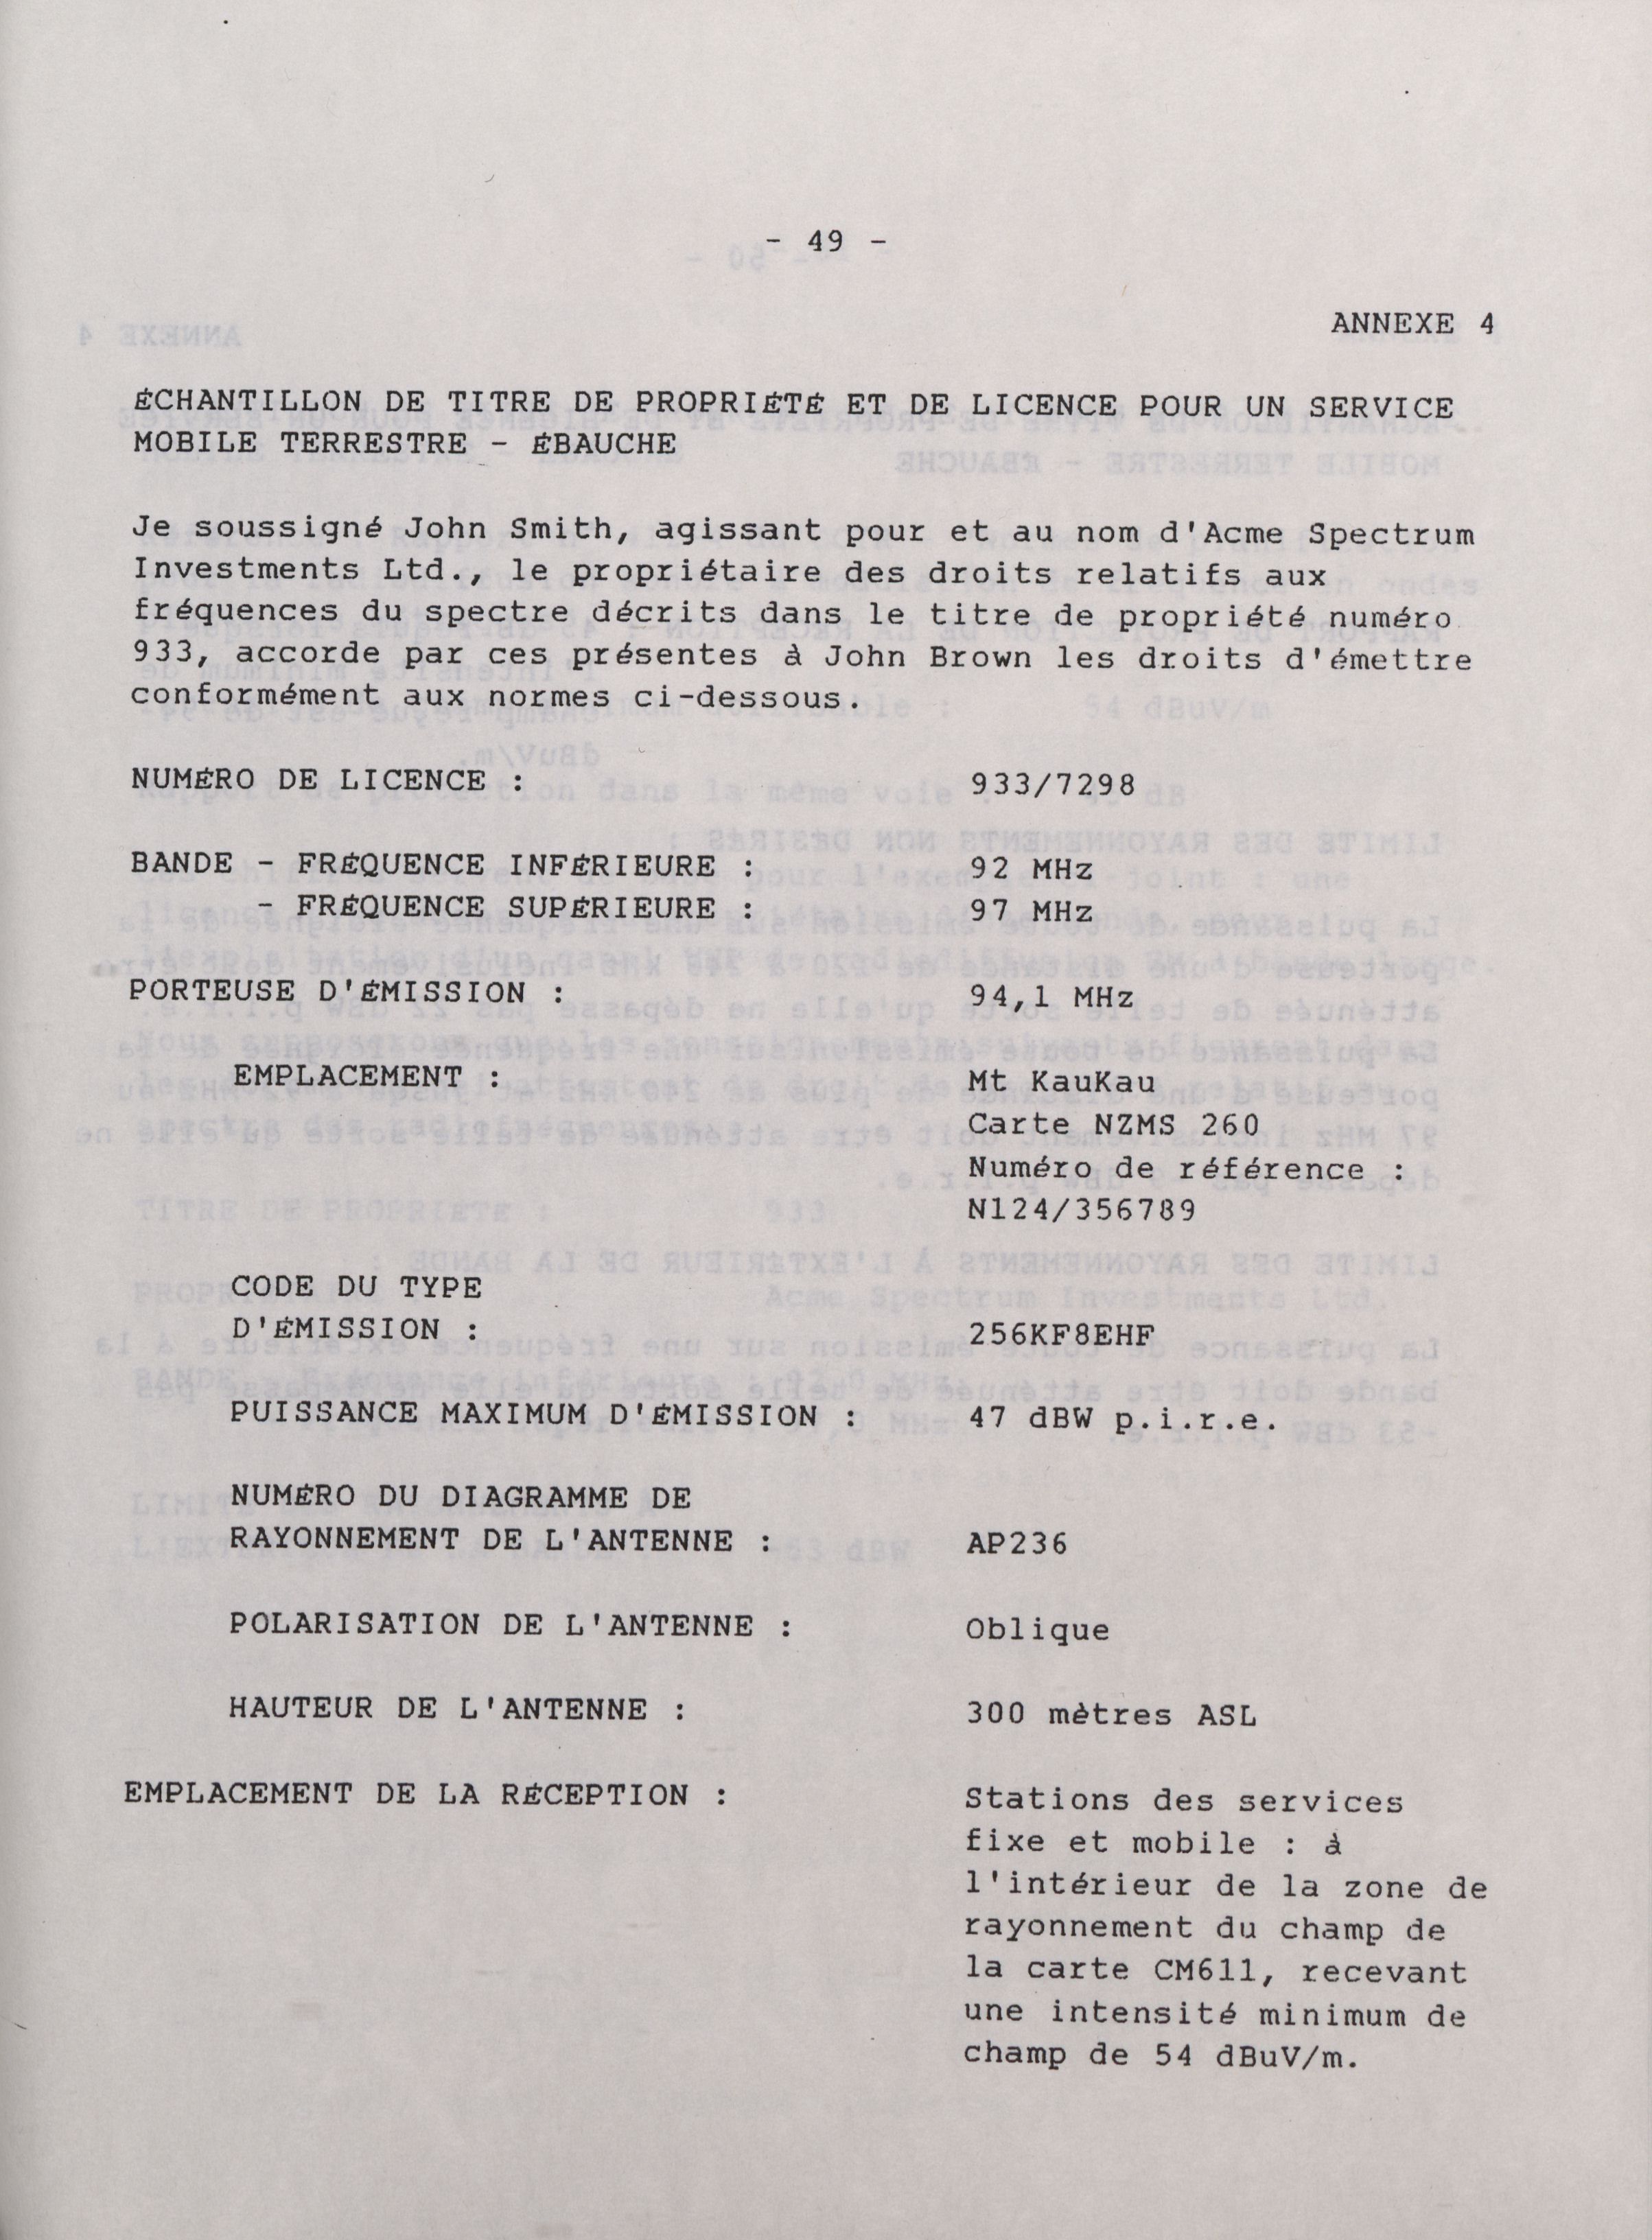 - 49 -
ANNEXE 4
ÉCHANTILLON DE TITRE DE PROPRIÉTÉ ET DE LICENCE POUR UN SERVICE
MOBILE TERRESTRE - ÉBAUCHE
Je soussigné John Smith, agissant pour et au nom d'Acme Spectrum
Investments Ltd., le propriétaire des droits relatifs aux
fréquences du spectre décrits dans le titre de propriété numéro
933, accorde par ces présentes à John Brown les droits d'émettre
conformément aux normes ci-dessous.
NUMÉRO DE LICENCE : 933/7298
BANDE - FRÉQUENCE INFÉRIEURE : 92 MHz
- FRÉQUENCE SUPÉRIEURE : 97 MHz
PORTEUSE D'ÉMISSION : 94,1 MHz
EMPLACEMENT : Mt KauKau
Carte NZMS 260
Numéro de référence :
N124/356789
CODE DU TYPE
D'ÉMISSION : 256KF8EHF
PUISSANCE MAXIMUM D'ÉMISSION : 47 dBW p.i.r.e.
NUMÉRO DU DIAGRAMME DE
RAYONNEMENT DE L'ANTENNE : AP236
POLARISATION DE L'ANTENNE : Oblique
HAUTEUR DE L'ANTENNE : 300 mètres ASL
EMPLACEMENT DE LA RÉCEPTION : Stations des services
fixe et mobile : à
l'intérieur de la zone de
rayonnement du champ de
la carte CM611, recevant
une intensité minimum de
champ de 54 dBuV/m.